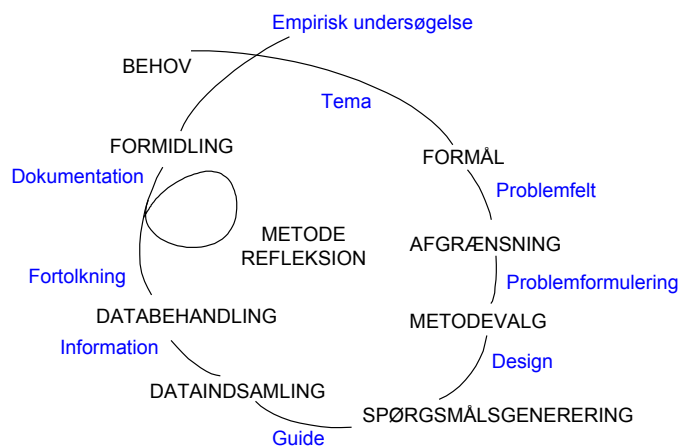 Empirisk undersøgelse
BEHOV
Tema
FORMIDLING
FORMÅL
Dokumentation
Problemfelt
METODE
REFLEKSION
AFGRÆNSNING
Fortolkning
Problemformulering
DATABEHANDLING
METODEVALG
Information
Design
DATAINDSAMLING
SPØRGSMÅLSGENERERING
Guide